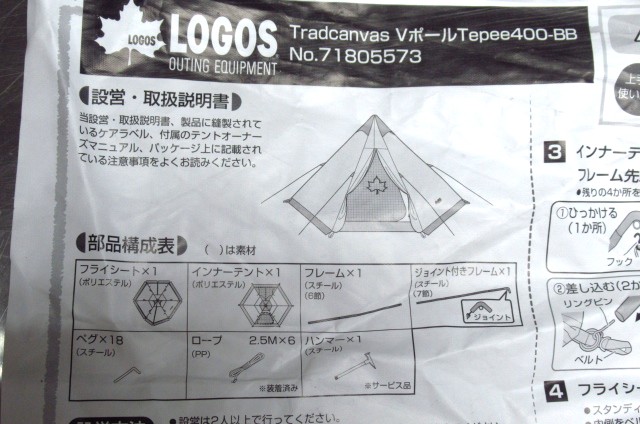 LOGOS
LOGOS
OUTING EQUIPMENT
Tradcanvas VポールTepee400-BB
No.71805573
設営・取扱説明書
当設営・取扱説明書、製品に縫製されて
いるケアラベル、付属のテントオーナー
ズマニュアル、パッケージ上に記載され
ている注意事項をよくお読みください。
部品構成表 ( )は素材
フライシート×1
(ポリエステル)
インナーテント×1
(ポリエステル)
フレーム×1
(スチール)
(6節)
ジョイント付きフレーム×1
(スチール)
(7節)
ジョイント
ペグ×18
(スチール)
ロープ 2.5M×6
(PP)
※装着済み
ハンマー×1
(スチール)
※サービス品
・設営は2人以上で行ってください。
上手
使い
3 インナーテ
フレーム先
●残りの4か所を
①ひっかける
(1か所)
フック
②差し込む(2か
リングピン
ベルト
4 フライシー
●スタンディ